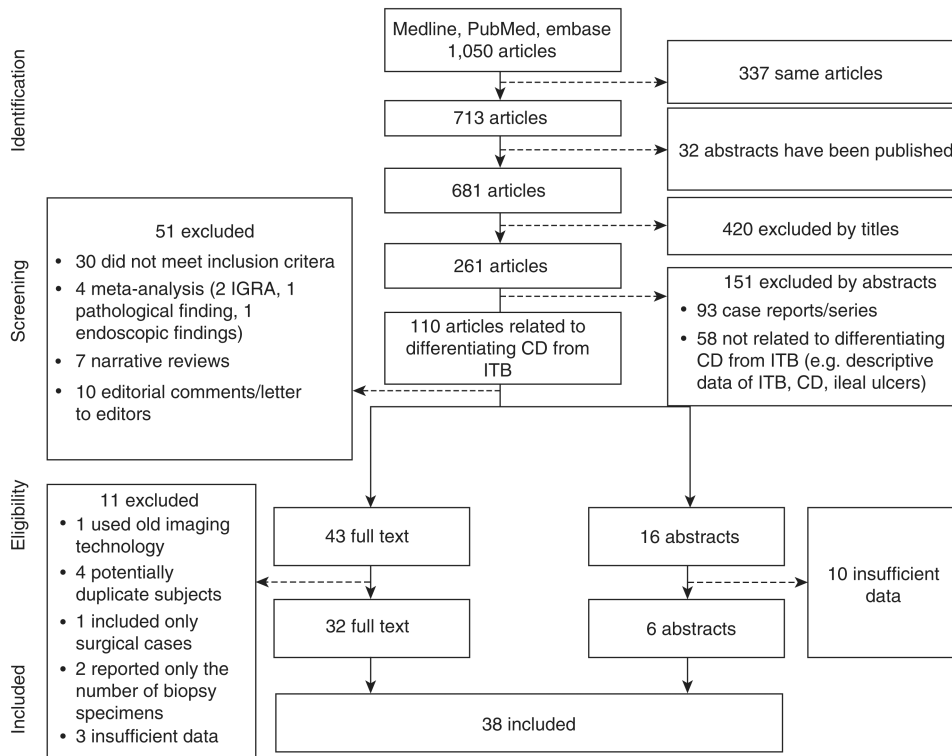 Identification
Medline, PubMed, embase
1,050 articles
337 same articles
713 articles
32 abstracts have been published
681 articles
Screening
420 excluded by titles
261 articles
151 excluded by abstracts
• 93 case reports/series
• 58 not related to differentiating
CD from ITB (e.g. descriptive
data of ITB, CD, ileal ulcers)
110 articles related to
differentiating CD from
ITB
51 excluded
• 30 did not meet inclusion criteria
• 4 meta-analysis (2 IGRA, 1
pathological finding, 1
endoscopic findings)
• 7 narrative reviews
• 10 editorial comments/letter
to editors
Eligibility
43 full text
16 abstracts
11 excluded
• 1 used old imaging
technology
• 4 potentially
duplicate subjects
• 1 included only
surgical cases
• 2 reported only the
number of biopsy
specimens
• 3 insufficient data
10 insufficient
data
32 full text
6 abstracts
Included
38 included